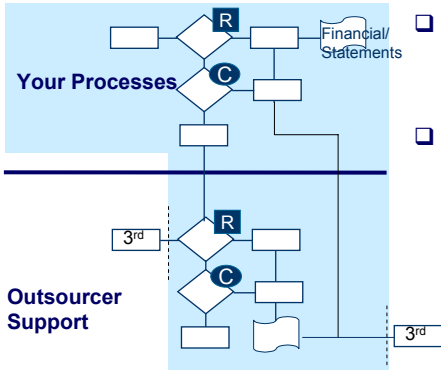 R
Financial/
Statements
Your Processes
C
R
3rd
C
Outsourcer
Support
3rd